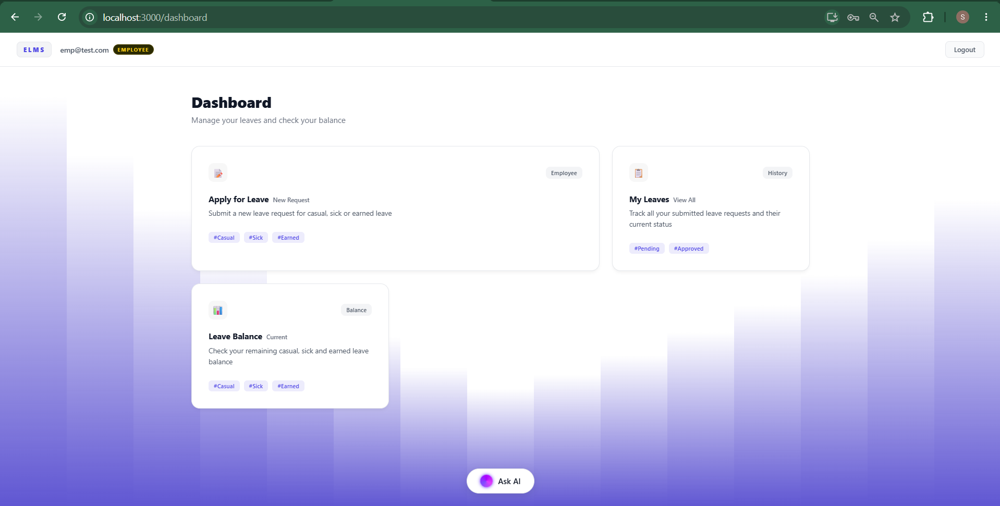 localhost:3000/dashboard
S
ELMS
emp@test.com
EMPLOYEE
Logout
Dashboard
Manage your leaves and check your balance
Employee
Apply for Leave New Request
Submit a new leave request for casual, sick or earned leave
#Casual #Sick #Earned
History
My Leaves View All
Track all your submitted leave requests and their
current status
#Pending #Approved
Balance
Leave Balance Current
Check your remaining casual, sick and earned leave
balance
#Casual #Sick #Earned
Ask AI